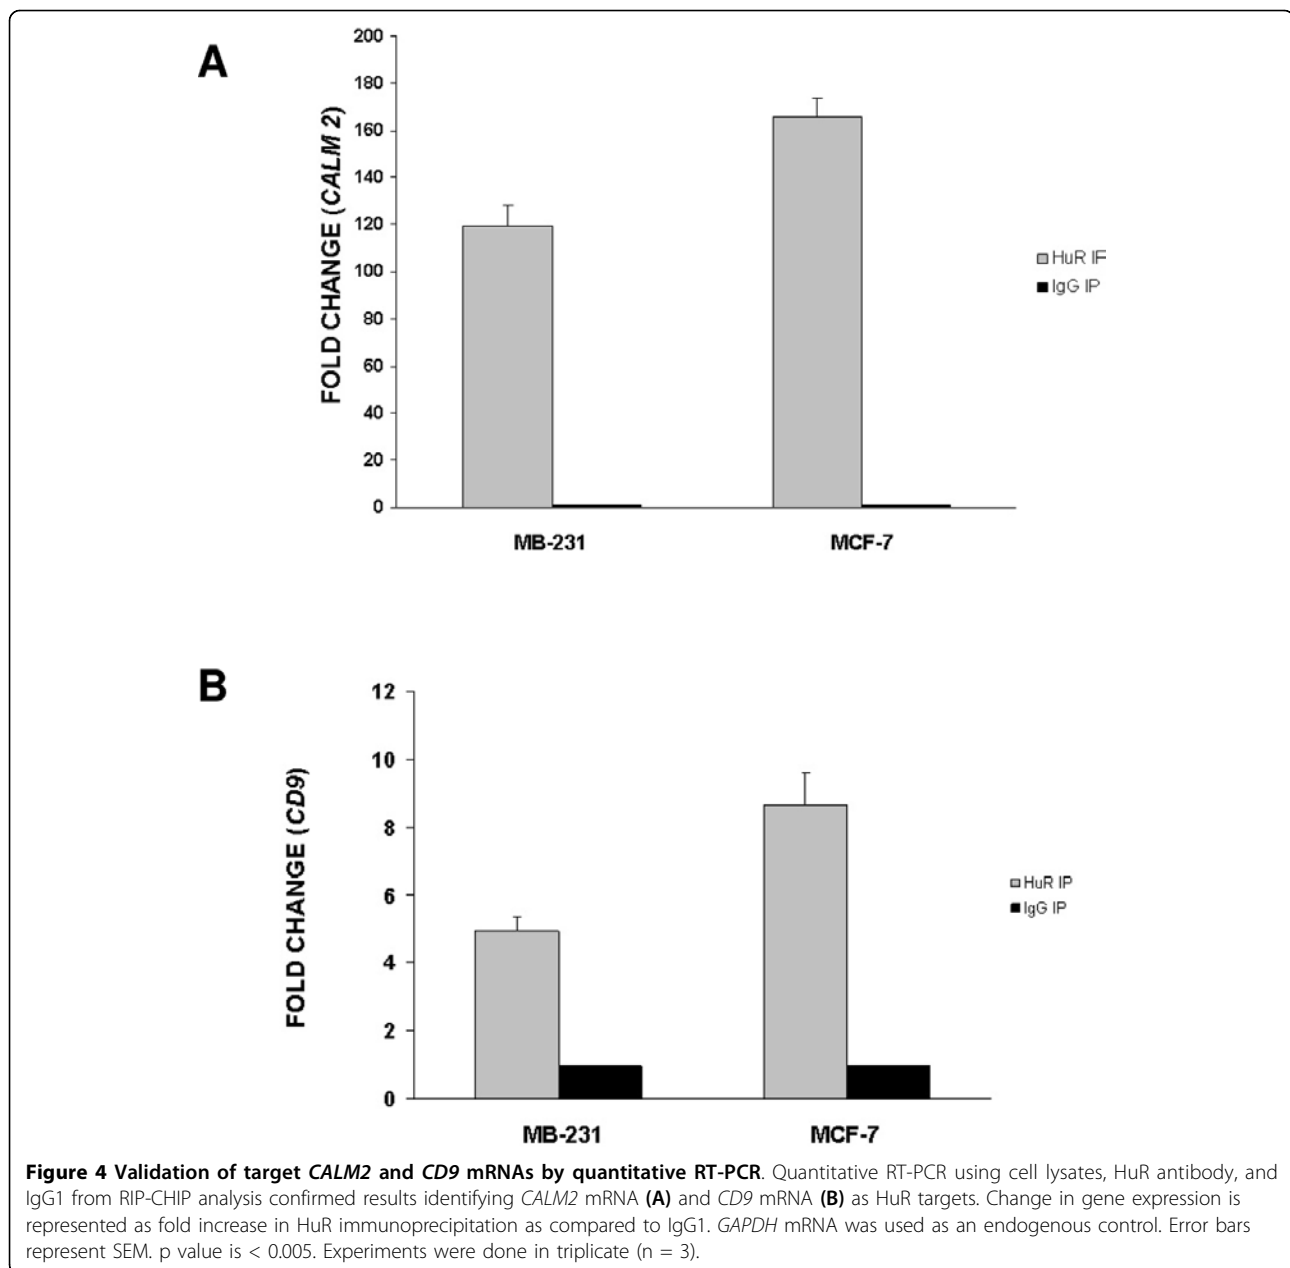 A
200
180
160
140
120
100
80
60
40
20
0
FOLD CHANGE (CALM 2)
MB-231
MCF-7
HuR IF
IgG IP
B
12
10
8
6
4
2
0
FOLD CHANGE (CD9)
MB-231
MCF-7
HuR IP
IgG IP
Figure 4 Validation of target CALM2 and CD9 mRNAs by quantitative RT-PCR. Quantitative RT-PCR using cell lysates, HuR antibody, and
IgG1 from RIP-CHIP analysis confirmed results identifying CALM2 mRNA (A) and CD9 mRNA (B) as HuR targets. Change in gene expression is
represented as fold increase in HuR immunoprecipitation as compared to IgG1. GAPDH mRNA was used as an endogenous control. Error bars
represent SEM. p value is < 0.005. Experiments were done in triplicate (n = 3).